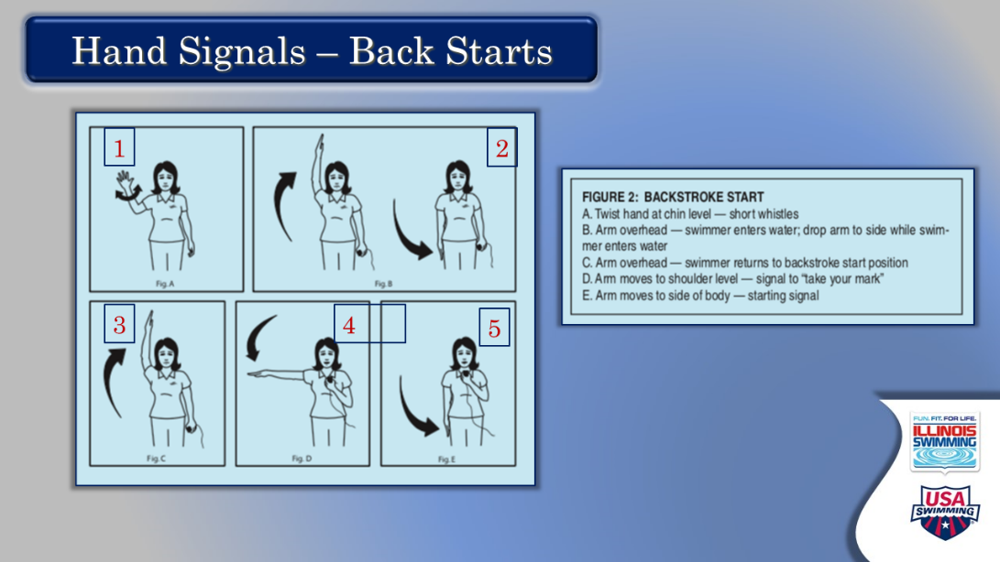 Hand Signals – Back Starts
1
2
Fig.A
Fig.B
3
4
5
Fig.C
Fig.D
Fig.E
FIGURE 2: BACKSTROKE START
A. Twist hand at chin level — short whistles
B. Arm overhead — swimmer enters water; drop arm to side while swim-
mer enters water
C. Arm overhead — swimmer returns to backstroke start position
D. Arm moves to shoulder level — signal to “take your mark”
E. Arm moves to side of body — starting signal
FUN. FIT. FOR LIFE.
ILLINOIS
SWIMMING
USA
SWIMMING